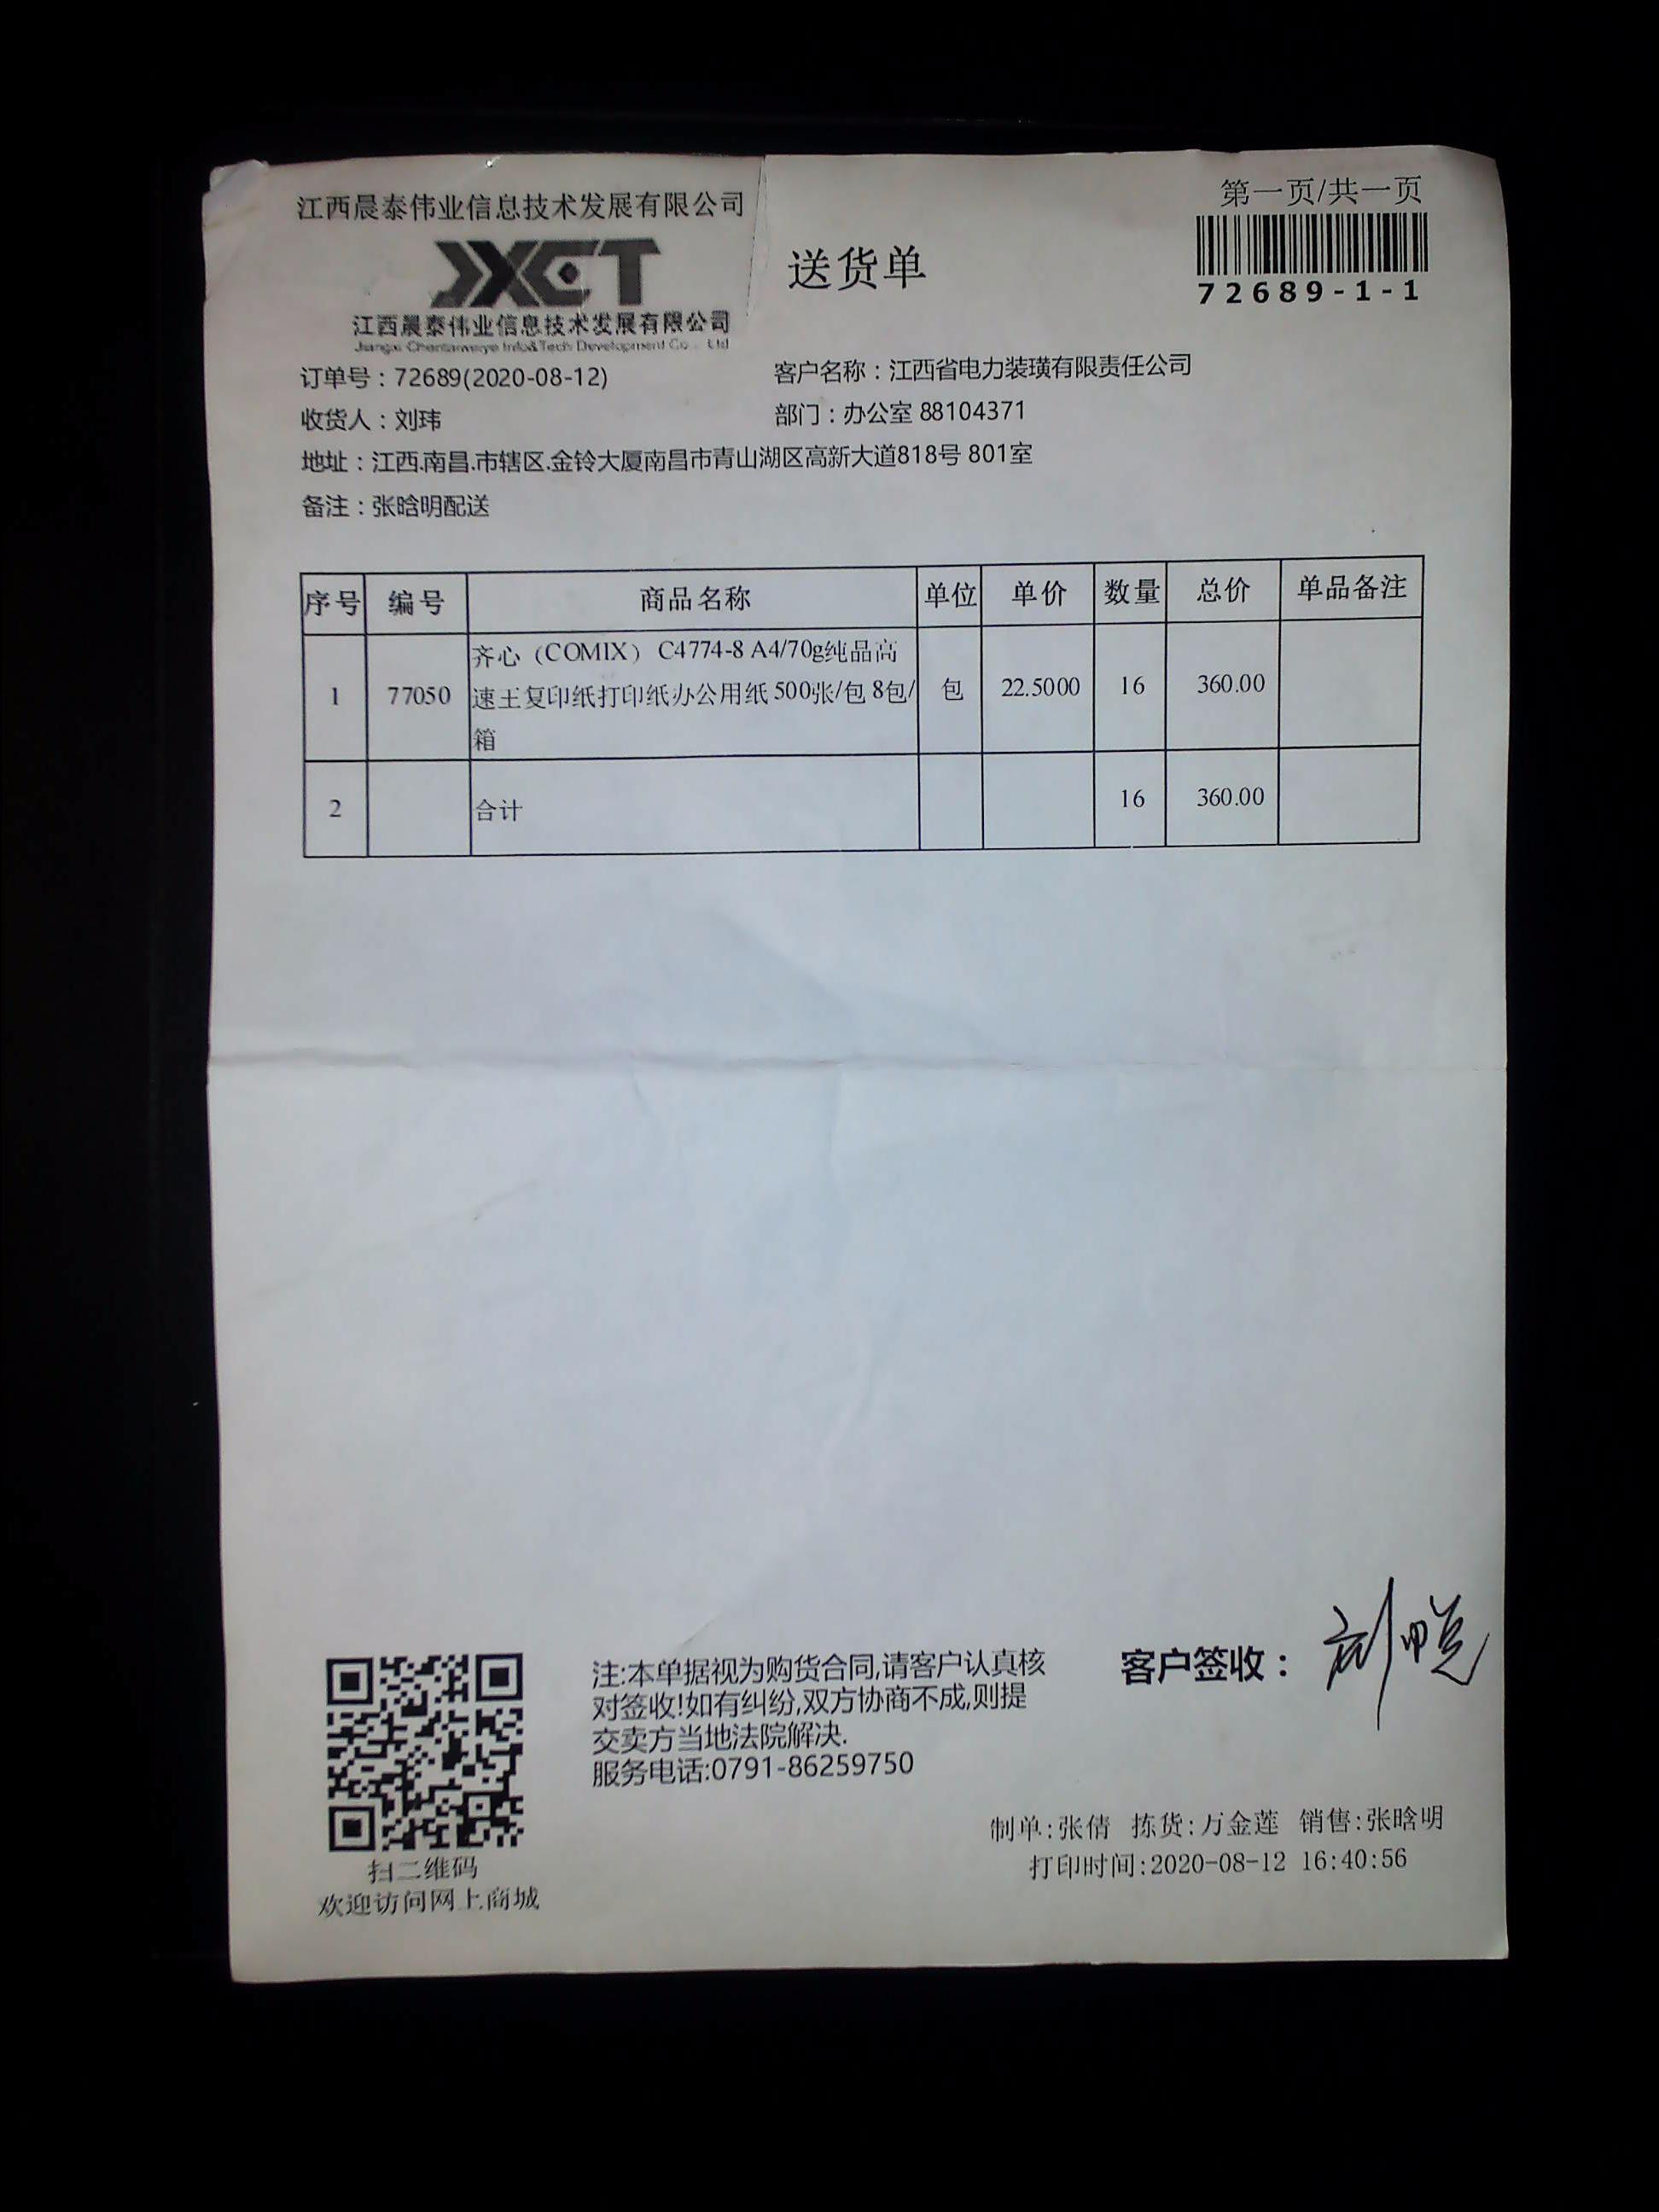 江西晨泰伟业信息技术发展有限公司
第一页/共一页
JXCT
送货单
72689-1-1
江西晨泰伟业信息技术发展有限公司
Jiangxi Chentaiweiye Info&Tech Development Co., Ltd
订单号：72689(2020-08-12)
客户名称：江西省电力装璜有限责任公司
收货人：刘玮
部门：办公室 88104371
地址：江西.南昌.市辖区.金铃大厦南昌市青山湖区高新大道818号 801室
备注：张晗明配送
序号 编号 商品名称 单位 单价 数量 总价 单品备注
齐心（COMIX） C4774-8 A4/70g纯品高
1 77050 速王复印纸打印纸办公用纸 500张/包 8包/ 包 22.5000 16 360.00
箱
2 合计 16 360.00
注:本单据视为购货合同,请客户认真核
对签收!如有纠纷,双方协商不成,则提
交卖方当地法院解决.
服务电话:0791-86259750
客户签收：
制单:张倩 拣货:万金莲 销售:张晗明
打印时间:2020-08-12 16:40:56
扫二维码
欢迎访问网上商城